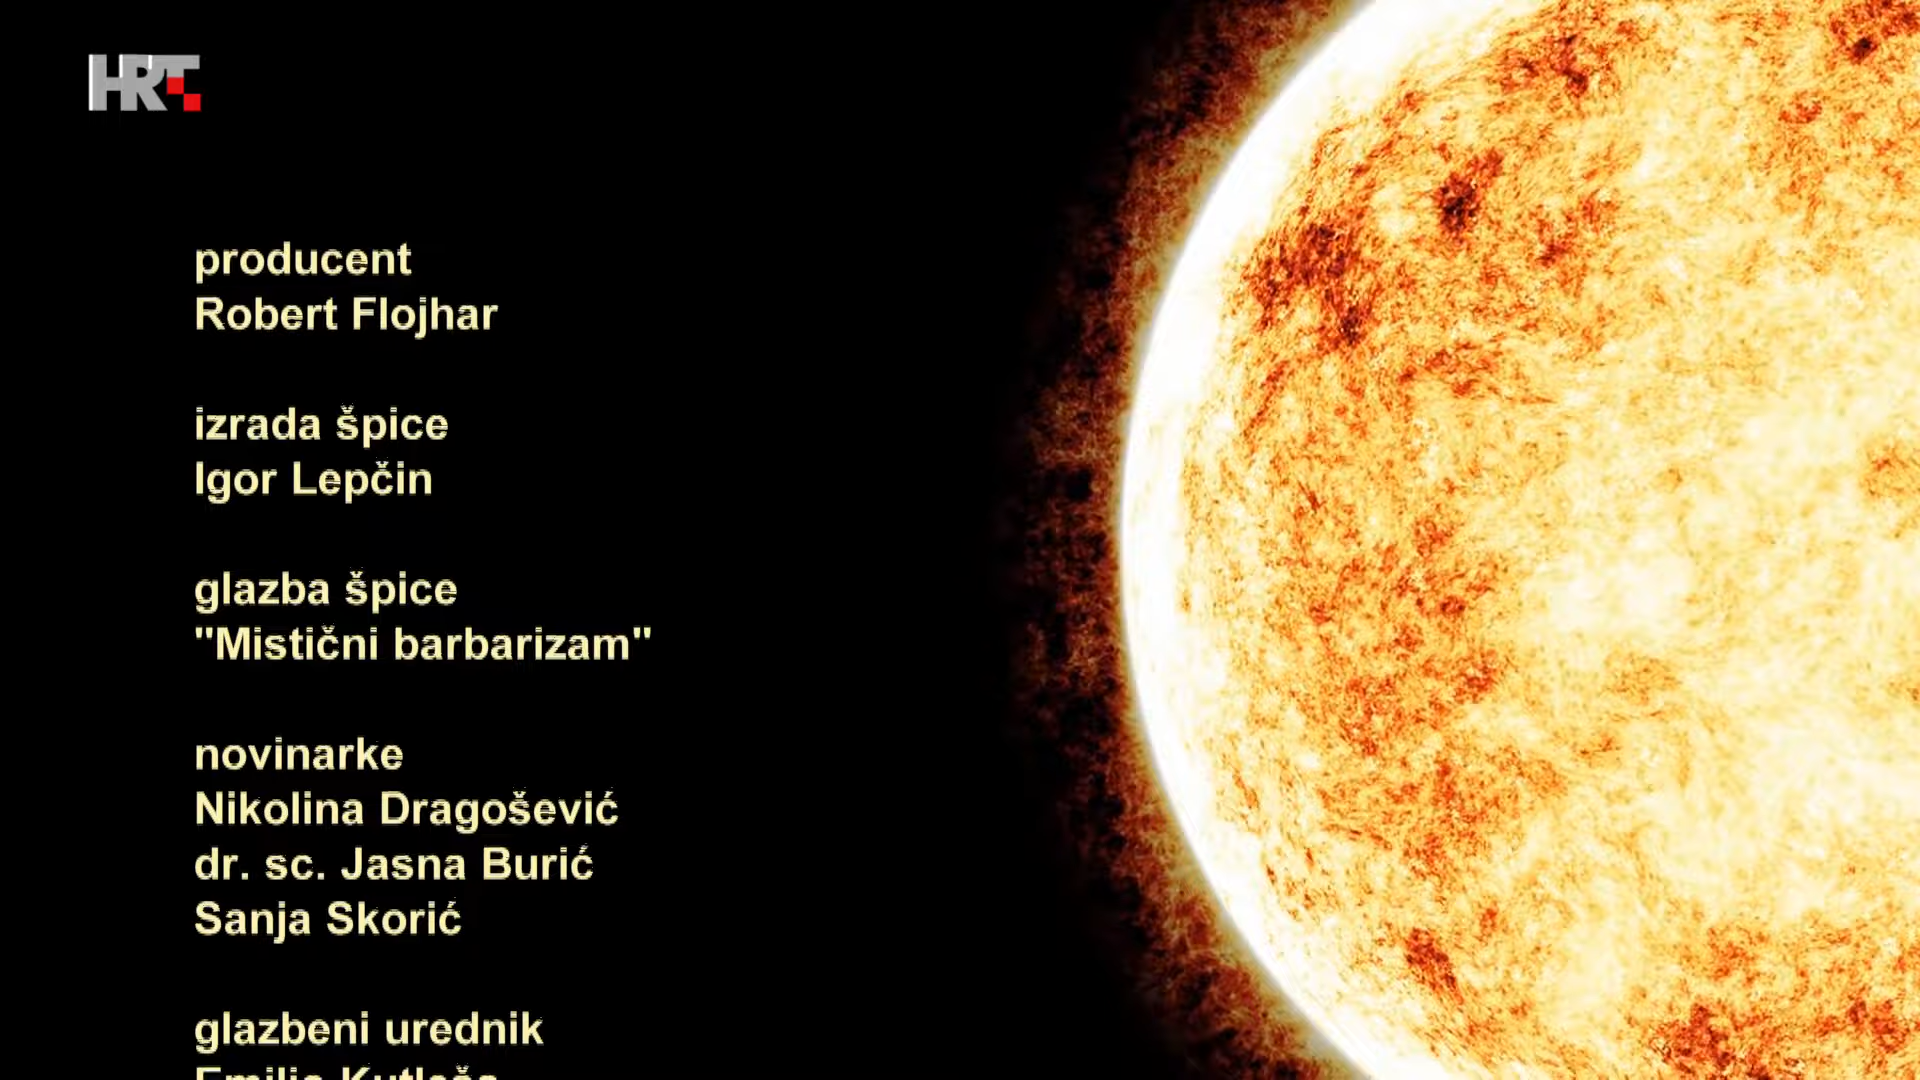 HRT
producent
Robert Flojhar
izrada špice
Igor Lepčin
glazba špice
"Mistični barbarizam"
novinarke
Nikolina Dragošević
dr. sc. Jasna Burić
Sanja Skorić
glazbeni urednik